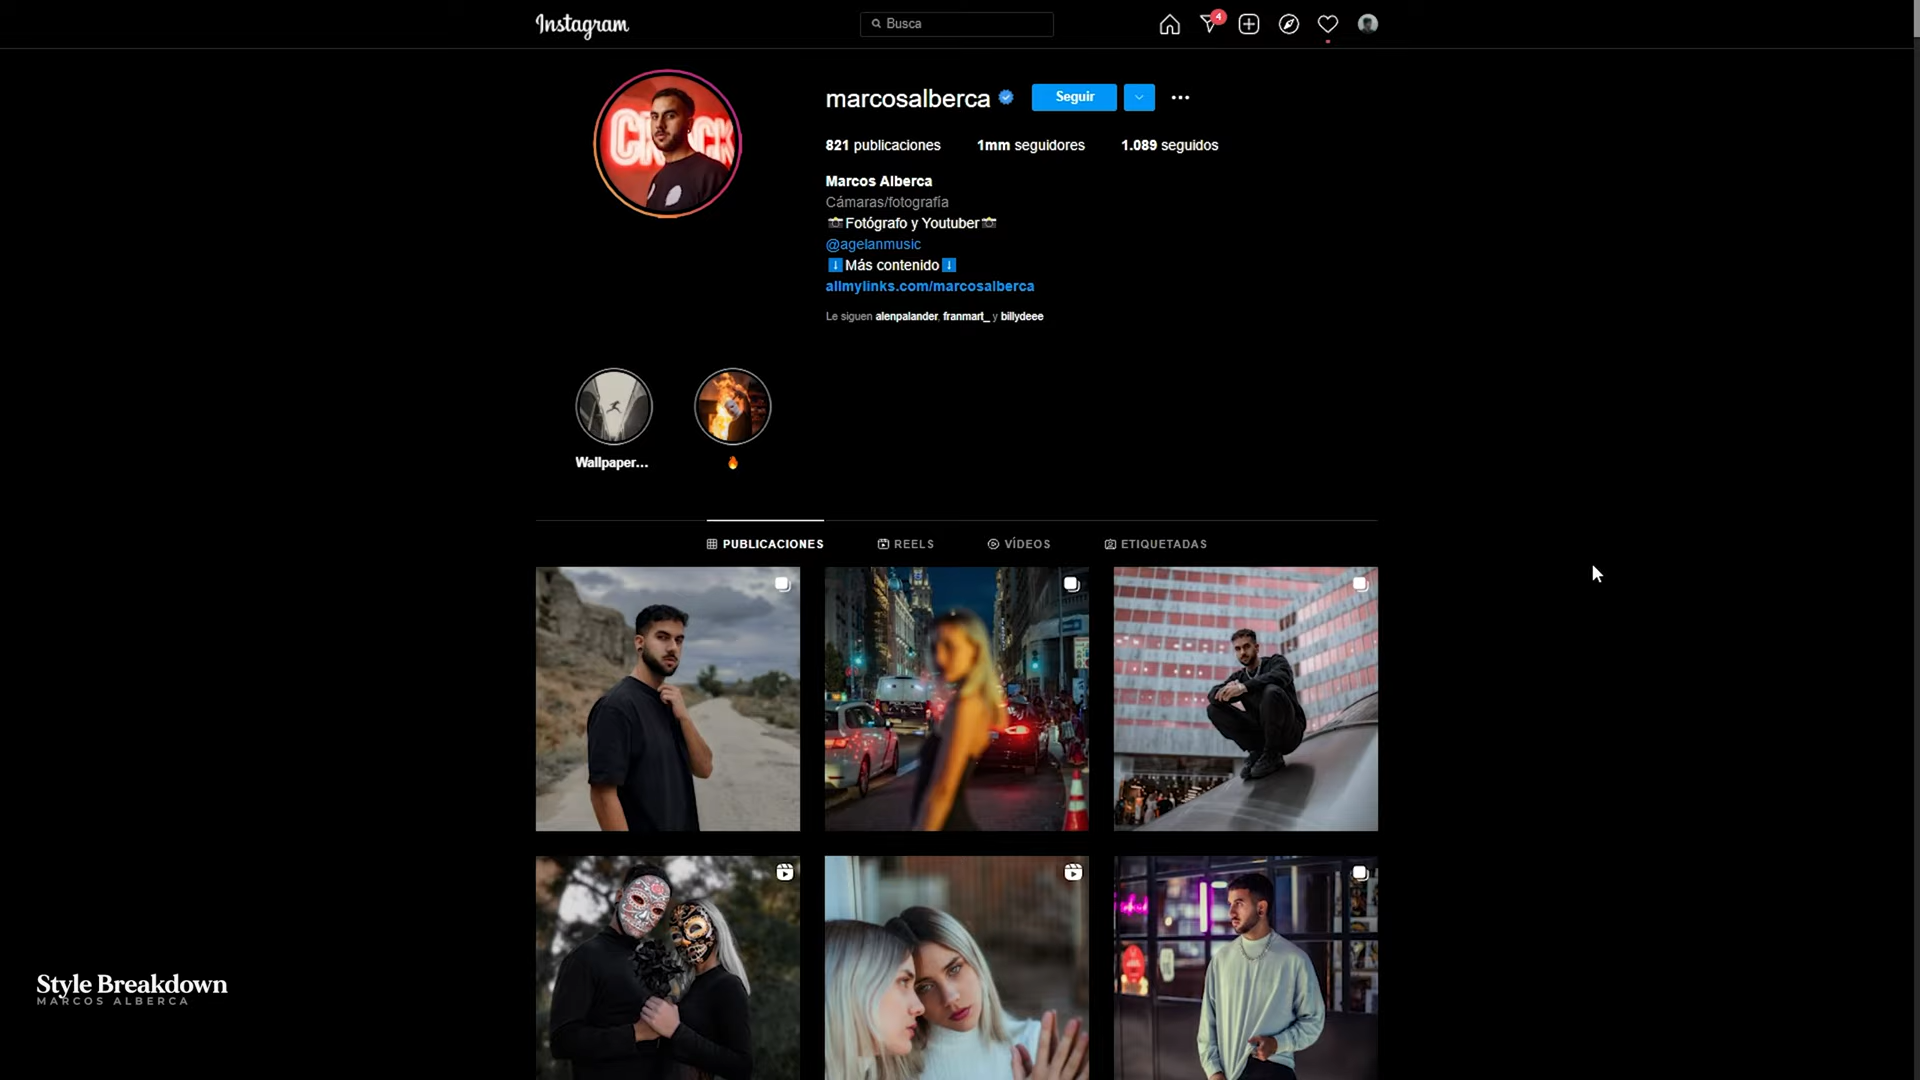 Instagram
Busca
4
marcosalberca
Seguir
821 publicaciones
1mm seguidores
1.089 seguidos
Marcos Alberca
Cámaras/fotografía
📸Fotógrafo y Youtuber📸
@agelanmusic
⬇️Más contenido⬇️
allmylinks.com/marcosalberca
Le siguen alenpalander, franmart_ y billydeee
Wallpaper...
🔥
PUBLICACIONES
REELS
VÍDEOS
ETIQUETADAS
Style Breakdown
MARCOS ALBERCA